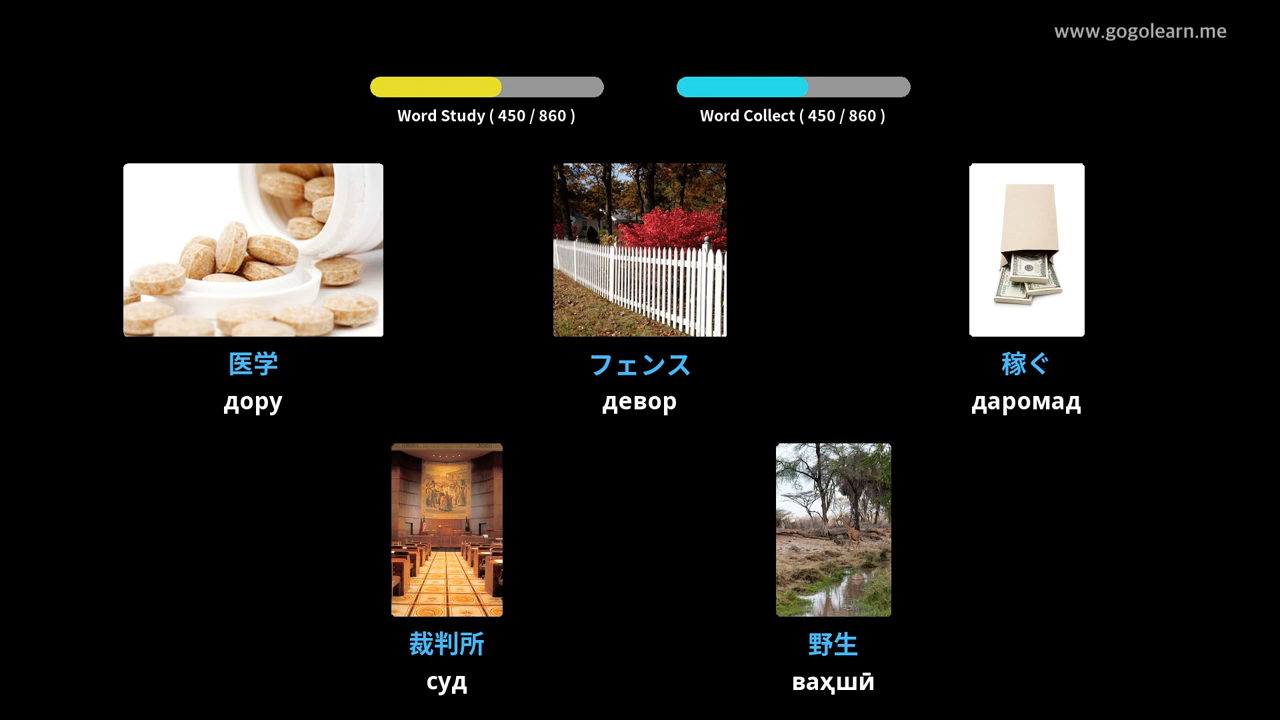 www.gogolearn.me
Word Study ( 450 / 860 )
Word Collect ( 450 / 860 )
医学
дору
フェンス
девор
稼ぐ
даромад
裁判所
суд
野生
ваҳшӣ